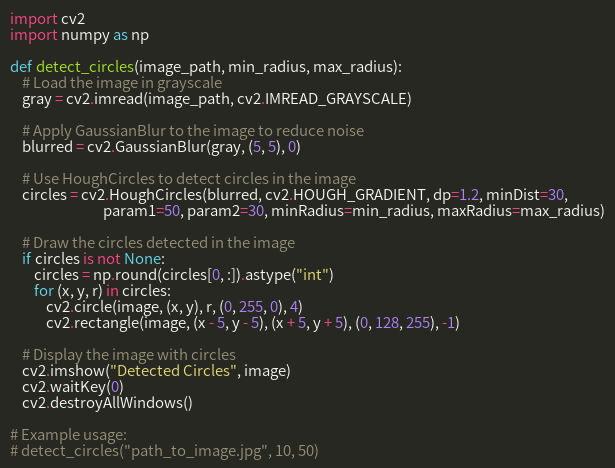 import cv2
import numpy as np

def detect_circles(image_path, min_radius, max_radius):
    # Load the image in grayscale
    gray = cv2.imread(image_path, cv2.IMREAD_GRAYSCALE)

    # Apply GaussianBlur to the image to reduce noise
    blurred = cv2.GaussianBlur(gray, (5, 5), 0)

    # Use HoughCircles to detect circles in the image
    circles = cv2.HoughCircles(blurred, cv2.HOUGH_GRADIENT, dp=1.2, minDist=30,
                               param1=50, param2=30, minRadius=min_radius, maxRadius=max_radius)

    # Draw the circles detected in the image
    if circles is not None:
        circles = np.round(circles[0, :]).astype("int")
        for (x, y, r) in circles:
            cv2.circle(image, (x, y), r, (0, 255, 0), 4)
            cv2.rectangle(image, (x - 5, y - 5), (x + 5, y + 5), (0, 128, 255), -1)

    # Display the image with circles
    cv2.imshow("Detected Circles", image)
    cv2.waitKey(0)
    cv2.destroyAllWindows()

# Example usage:
# detect_circles("path_to_image.jpg", 10, 50)